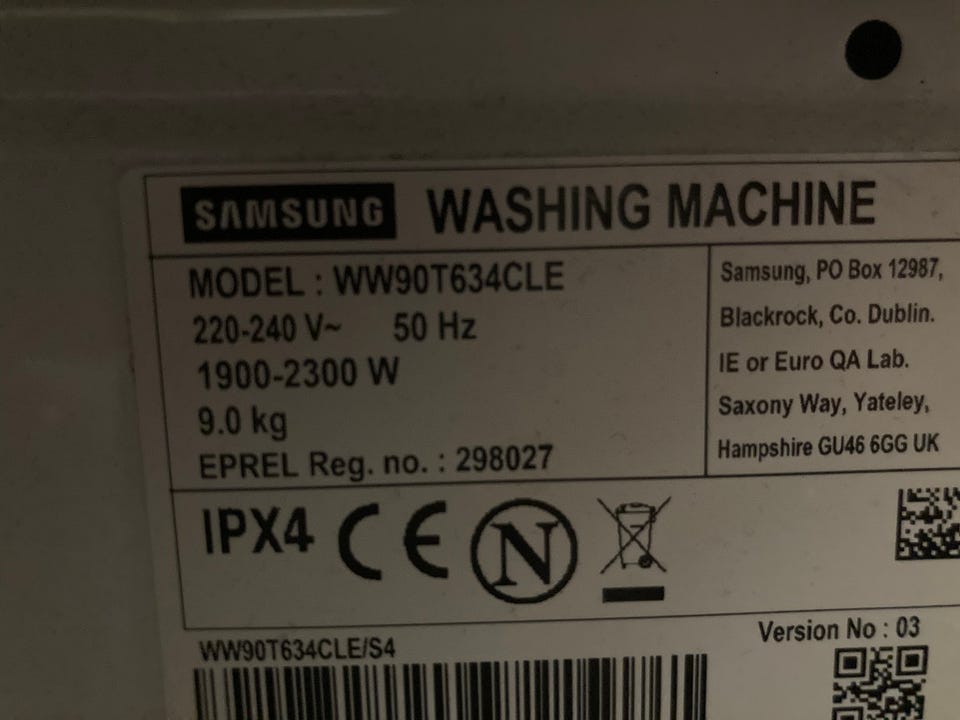 SAMSUNG WASHING MACHINE
MODEL : WW90T634CLE
220-240 V~ 50 Hz
1900-2300 W
9.0 kg
EPREL Reg. no. : 298027
Samsung, PO Box 12987,
Blackrock, Co. Dublin.
IE or Euro QA Lab.
Saxony Way, Yateley,
Hampshire GU46 6GG UK
IPX4 CE N
WW90T634CLE/S4
Version No : 03